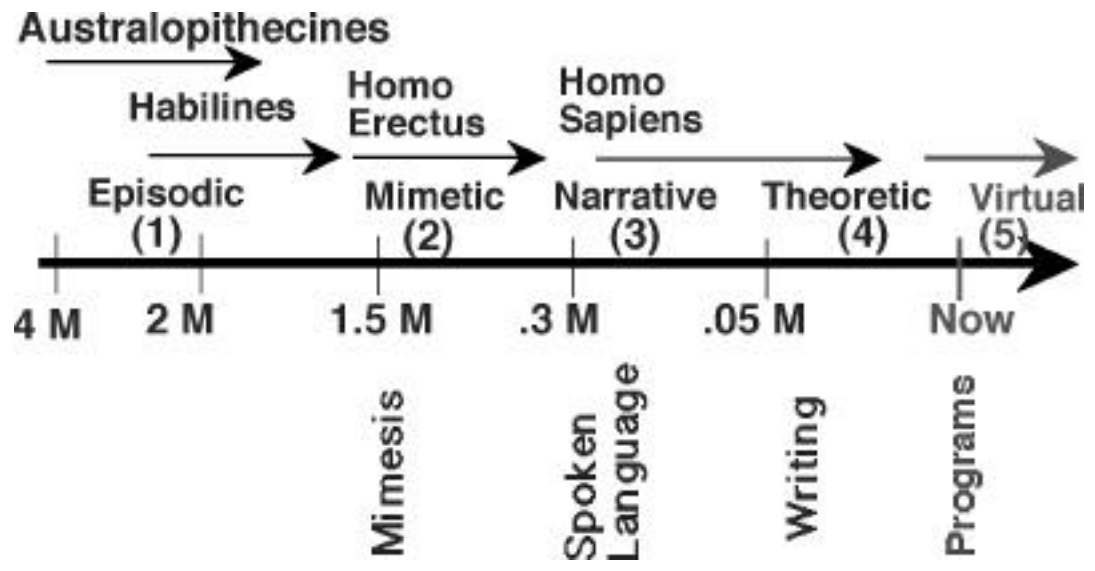 Australopithecines
Habilines
Homo
Erectus
Homo
Sapiens
Episodic
(1)
Mimetic
(2)
Narrative
(3)
Theoretic
(4)
Virtual
(5)
4 M
2 M
1.5 M
.3 M
.05 M
Now
Mimesis
Spoken
Language
Writing
Programs